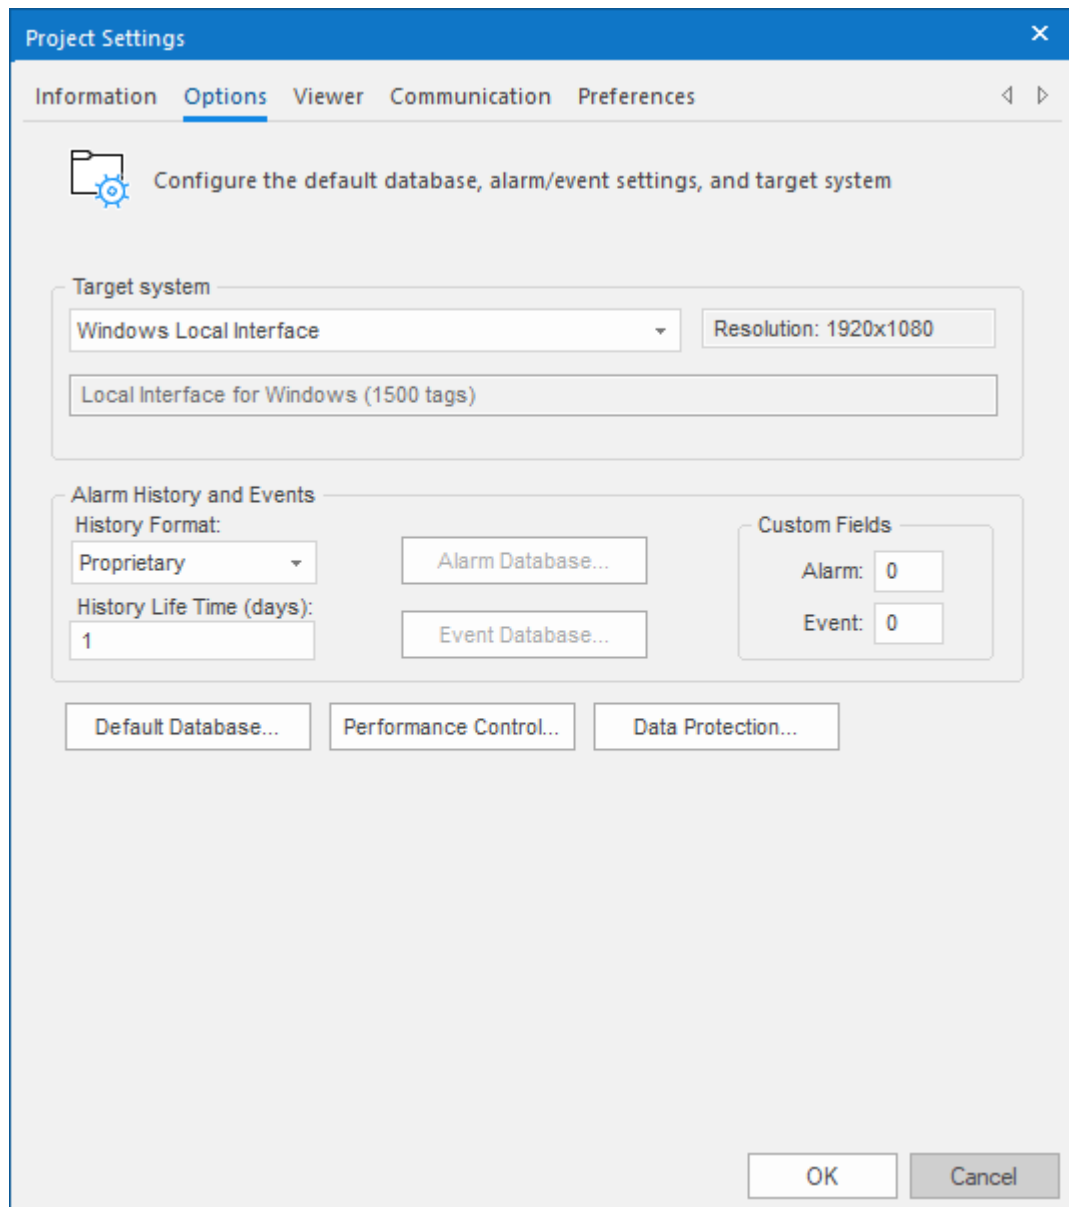 Project Settings
Information Options Viewer Communication Preferences
Configure the default database, alarm/event settings, and target system
Target system
Windows Local Interface
Resolution: 1920x1080
Local Interface for Windows (1500 tags)
Alarm History and Events
History Format:
Proprietary
Alarm Database...
History Life Time (days):
1
Event Database...
Custom Fields
Alarm: 0
Event: 0
Default Database...
Performance Control...
Data Protection...
OK
Cancel